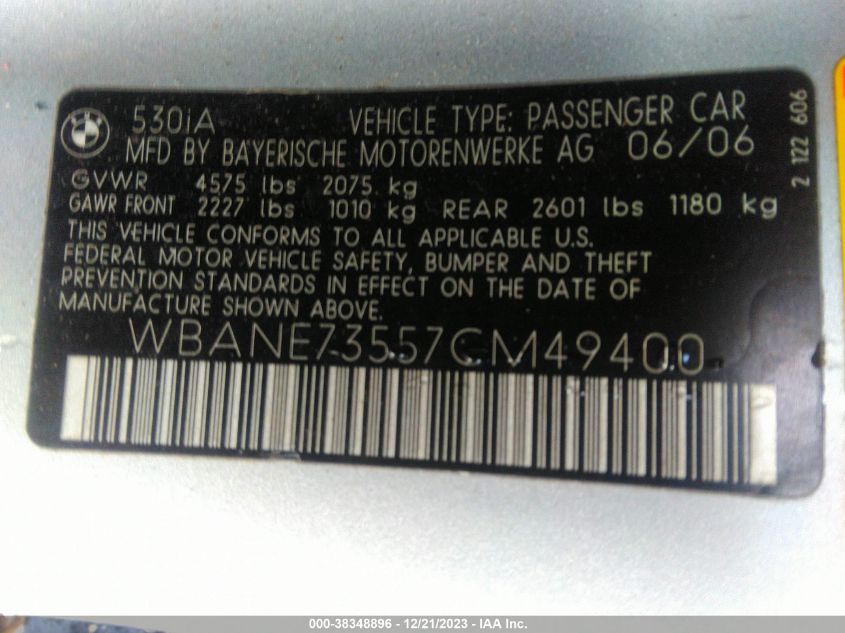 530iA VEHICLE TYPE: PASSENGER CAR
MFD BY BAYERISCHE MOTORENWERKE AG 06/06
GVWR 4575 lbs 2075 kg
GAWR FRONT 2227 lbs 1010 kg REAR 2601 lbs 1180 kg
THIS VEHICLE CONFORMS TO ALL APPLICABLE U.S.
FEDERAL MOTOR VEHICLE SAFETY, BUMPER AND THEFT
PREVENTION STANDARDS IN EFFECT ON THE DATE OF
MANUFACTURE SHOWN ABOVE.
WBANE73557CM49400
2 122 606
000-38348896 - 12/21/2023 - IAA Inc.